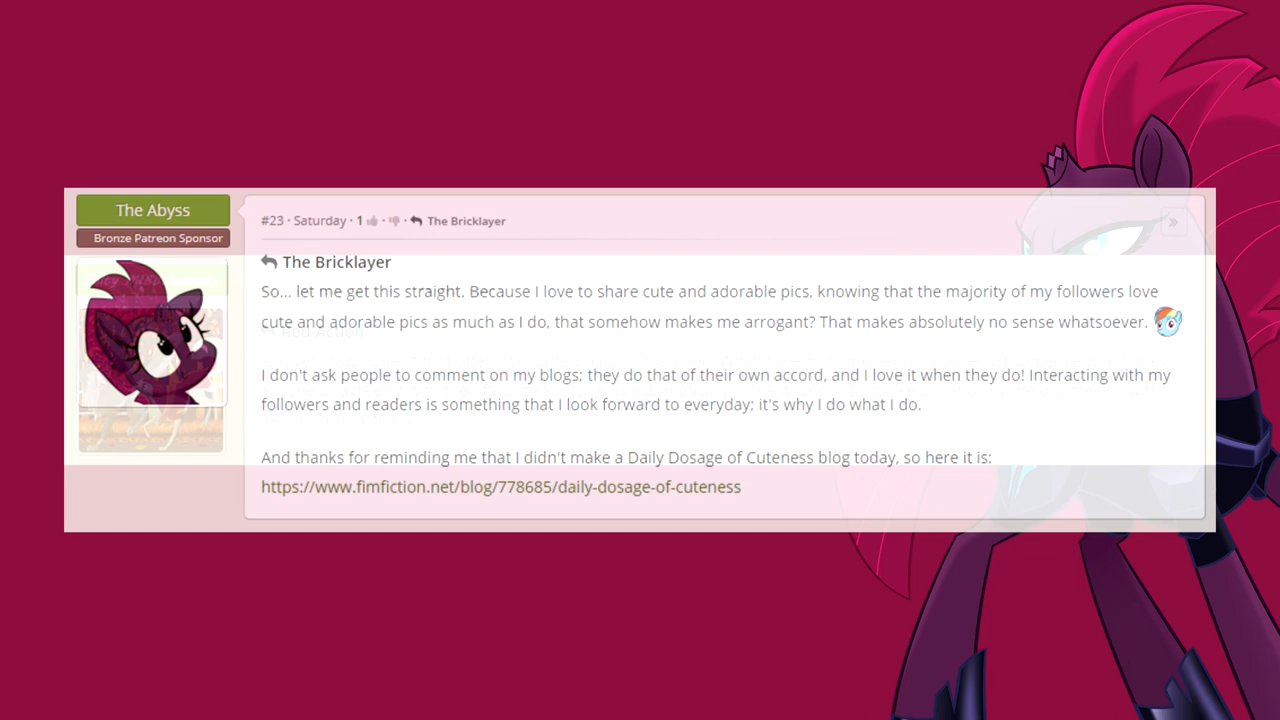 The Abyss
Bronze Patreon Sponsor
#23 · Saturday · 1 · · The Bricklayer
»
The Bricklayer
So... let me get this straight. Because I love to share cute and adorable pics, knowing that the majority of my followers love
cute and adorable pics as much as I do, that somehow makes me arrogant? That makes absolutely no sense whatsoever.
I don't ask people to comment on my blogs; they do that of their own accord, and I love it when they do! Interacting with my
followers and readers is something that I look forward to everyday; it's why I do what I do.
And thanks for reminding me that I didn't make a Daily Dosage of Cuteness blog today, so here it is:
https://www.fimfiction.net/blog/778685/daily-dosage-of-cuteness